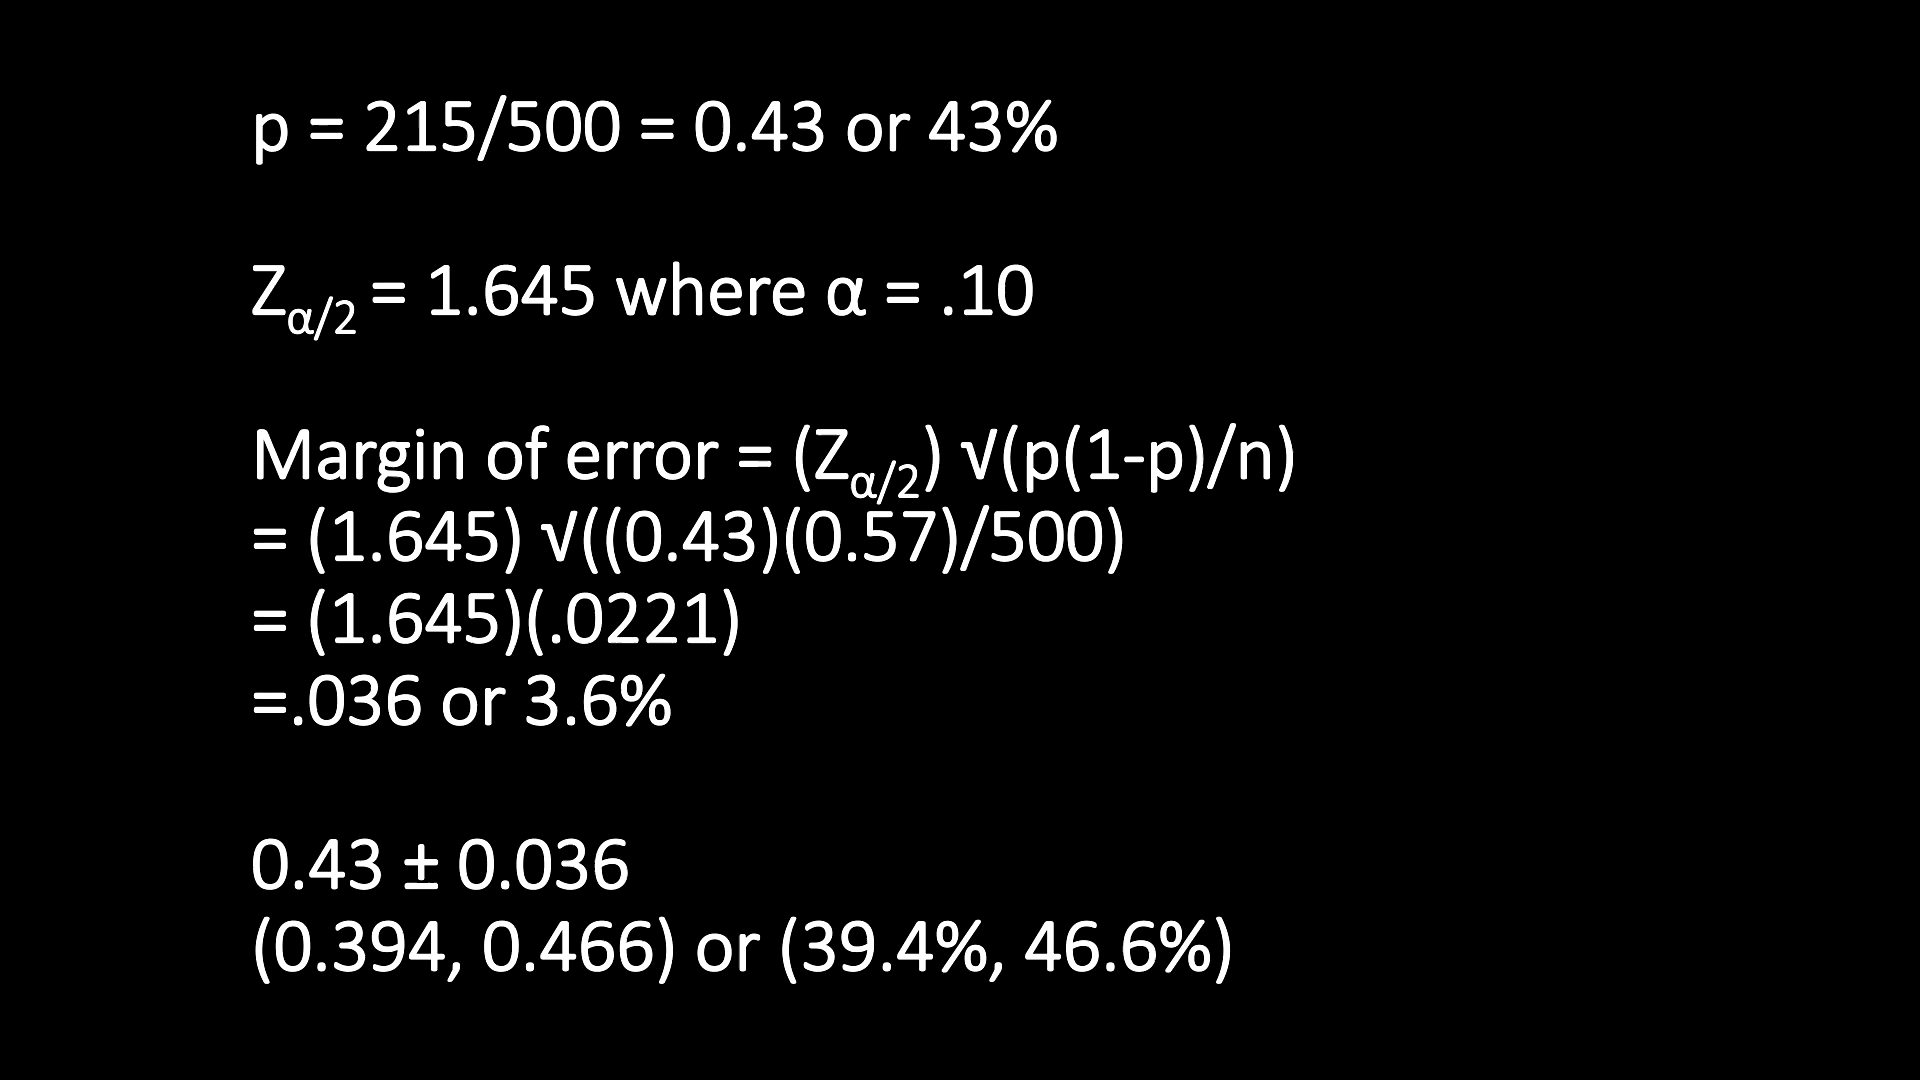 p = 215/500 = 0.43 or 43%
Zα/2 = 1.645 where α = .10
Margin of error = (Zα/2) √(p(1-p)/n)
= (1.645) √((0.43)(0.57)/500)
= (1.645)(.0221)
=.036 or 3.6%
0.43 ± 0.036
(0.394, 0.466) or (39.4%, 46.6%)